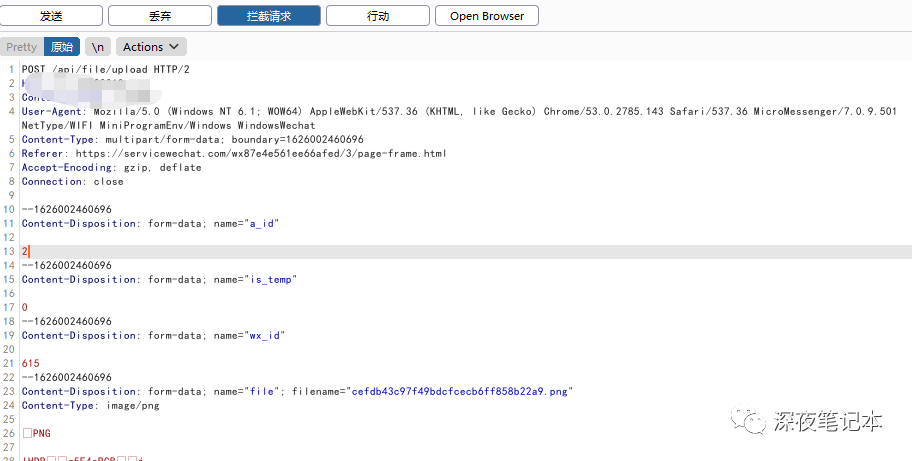 发送 丢弃 拦截请求 行动 Open Browser
Pretty 原始 \n Actions
1 POST /api/file/upload HTTP/2
2
3
4 User-Agent: Mozilla/5.0 (Windows NT 6.1; WOW64) AppleWebKit/537.36 (KHTML, like Gecko) Chrome/53.0.2785.143 Safari/537.36 MicroMessenger/7.0.9.501
NetType/WIFI MiniProgramEnv/Windows WindowsWechat
5 Content-Type: multipart/form-data; boundary=1626002460696
6 Referer: https://servicewechat.com/wx87e4e561ee66afed/3/page-frame.html
7 Accept-Encoding: gzip, deflate
8 Connection: close
9
10 --1626002460696
11 Content-Disposition: form-data; name="a_id"
12
13 2
14 --1626002460696
15 Content-Disposition: form-data; name="is_temp"
16
17 0
18 --1626002460696
19 Content-Disposition: form-data; name="wx_id"
20
21 615
22 --1626002460696
23 Content-Disposition: form-data; name="file"; filename="cefdb43c97f49bdcfcecb6ff858b22a9.png"
24 Content-Type: image/png
25
26 PNG
27
深夜笔记本